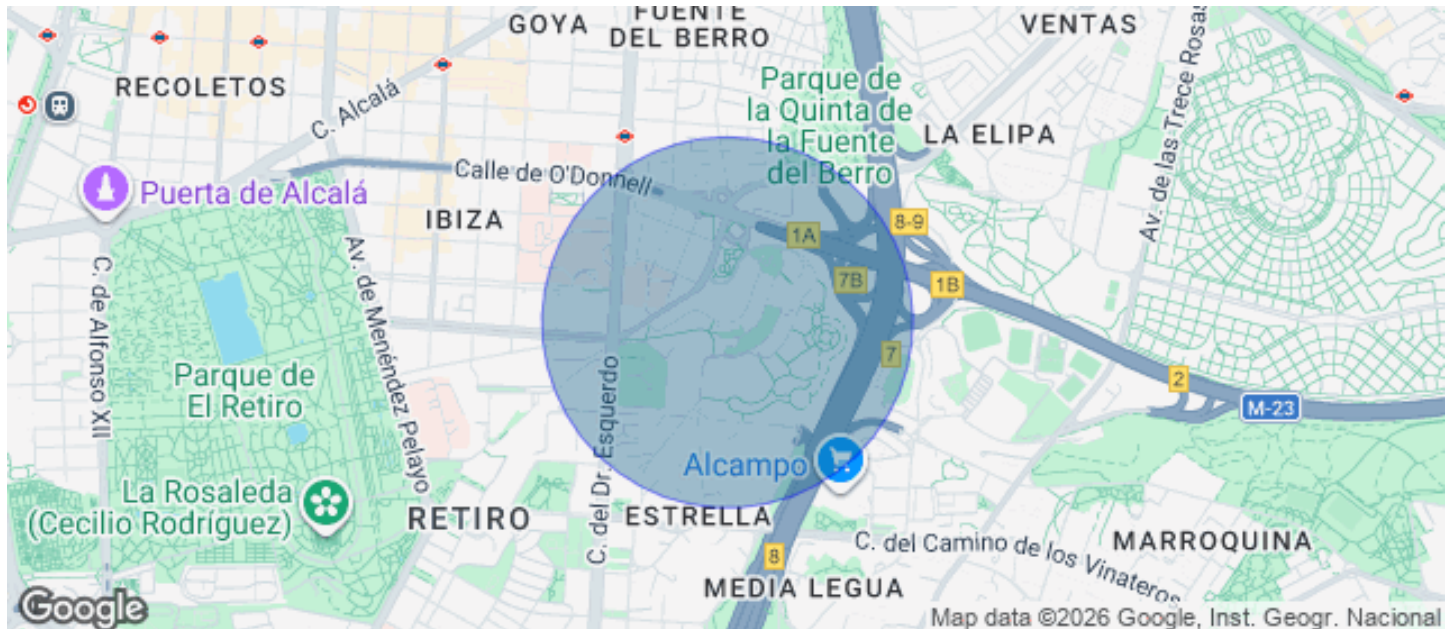 GOYA
FUENTE
DEL BERRO
VENTAS
RECOLETOS
C. Alcalá
Parque de
la Quinta de
la Fuente
del Berro
LA ELIPA
Av. de las Trece Rosas
Puerta de Alcalá
Calle de O'Donnell
IBIZA
8-9
1A
7B
1B
C. de Alfonso XII
Av. de Menéndez Pelayo
Parque de
El Retiro
C. del Dr. Esquerdo
7
2
M-23
Alcampo
La Rosaleda
(Cecilio Rodríguez)
RETIRO
ESTRELLA
8
C. del Camino de los Vinateros
MARROQUINA
MEDIA LEGUA
Google
Map data ©2026 Google, Inst. Geogr. Nacional